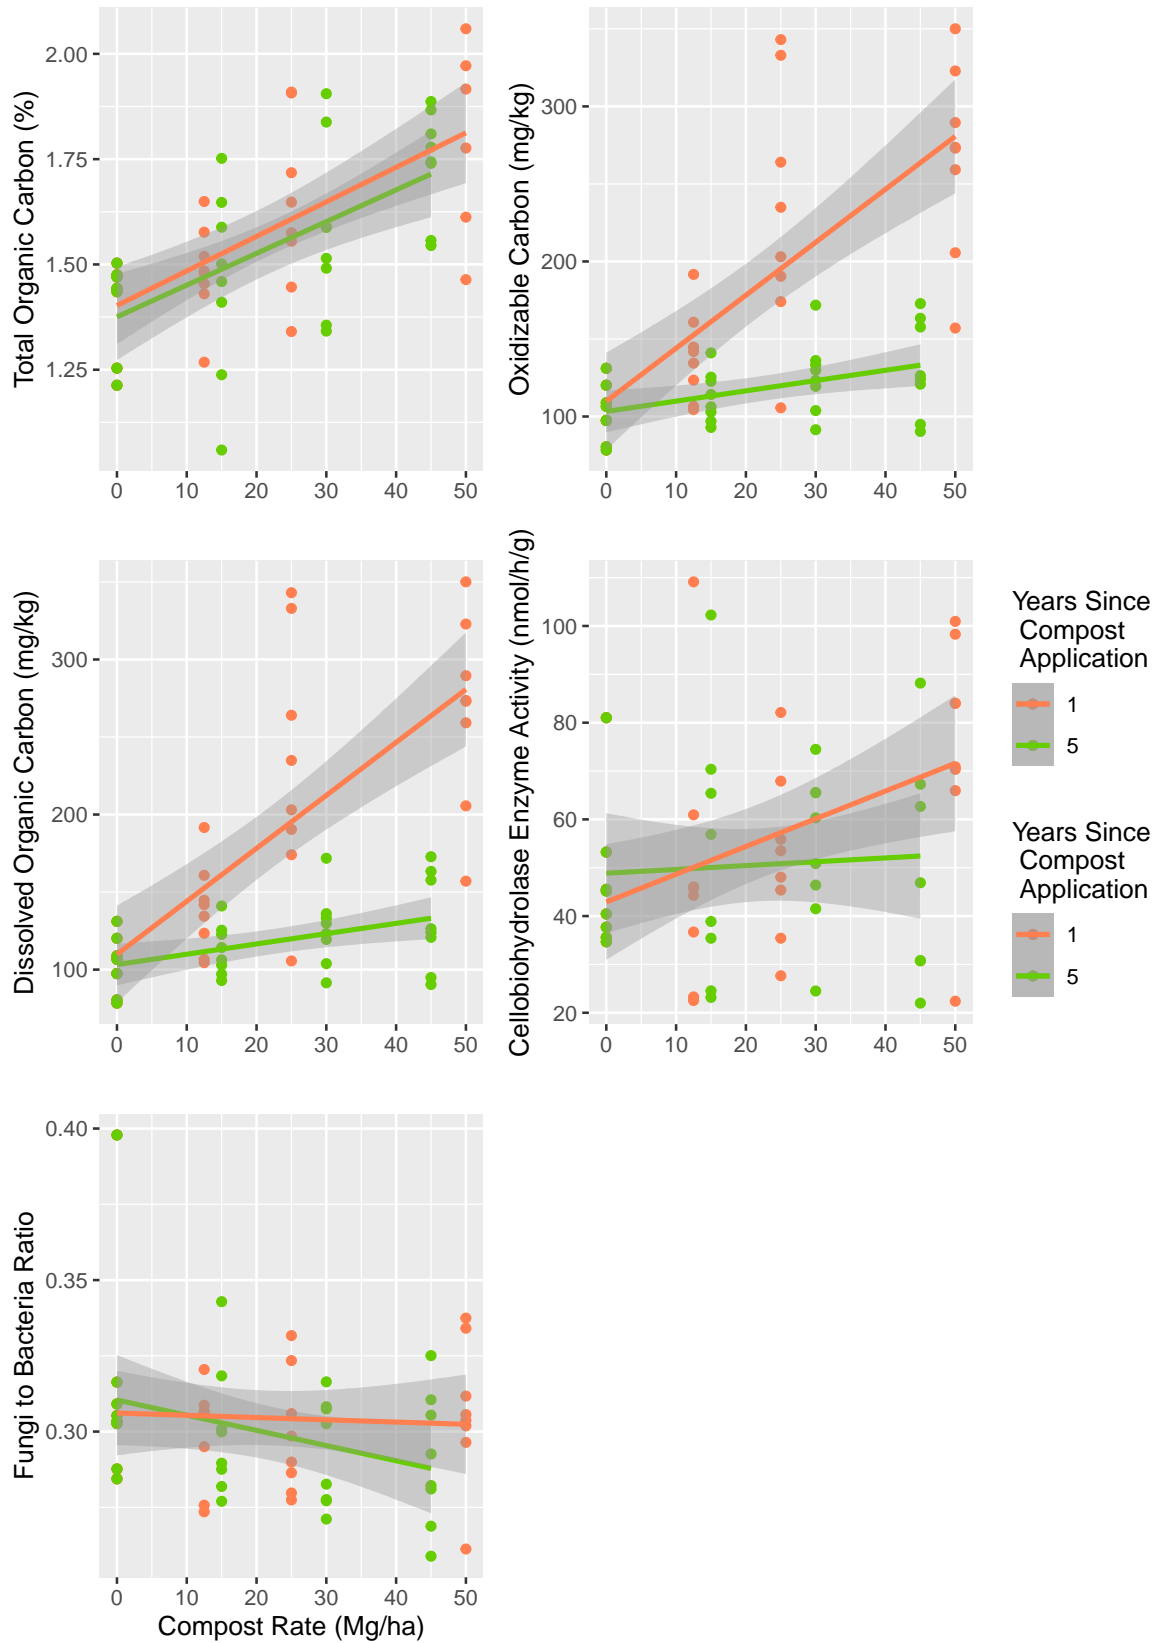 Total Organic Carbon (%)
2.00
1.75
1.50
1.25
0 10 20 30 40 50
Oxidizable Carbon (mg/kg)
300
200
100
0 10 20 30 40 50
Dissolved Organic Carbon (mg/kg)
300
200
100
0 10 20 30 40 50
Cellobiohydrolase Enzyme Activity (nmol/h/g)
100
80
60
40
20
0 10 20 30 40 50
Years Since
Compost
Application
1
5
Years Since
Compost
Application
1
5
Fungi to Bacteria Ratio
0.40
0.35
0.30
0 10 20 30 40 50
Compost Rate (Mg/ha)